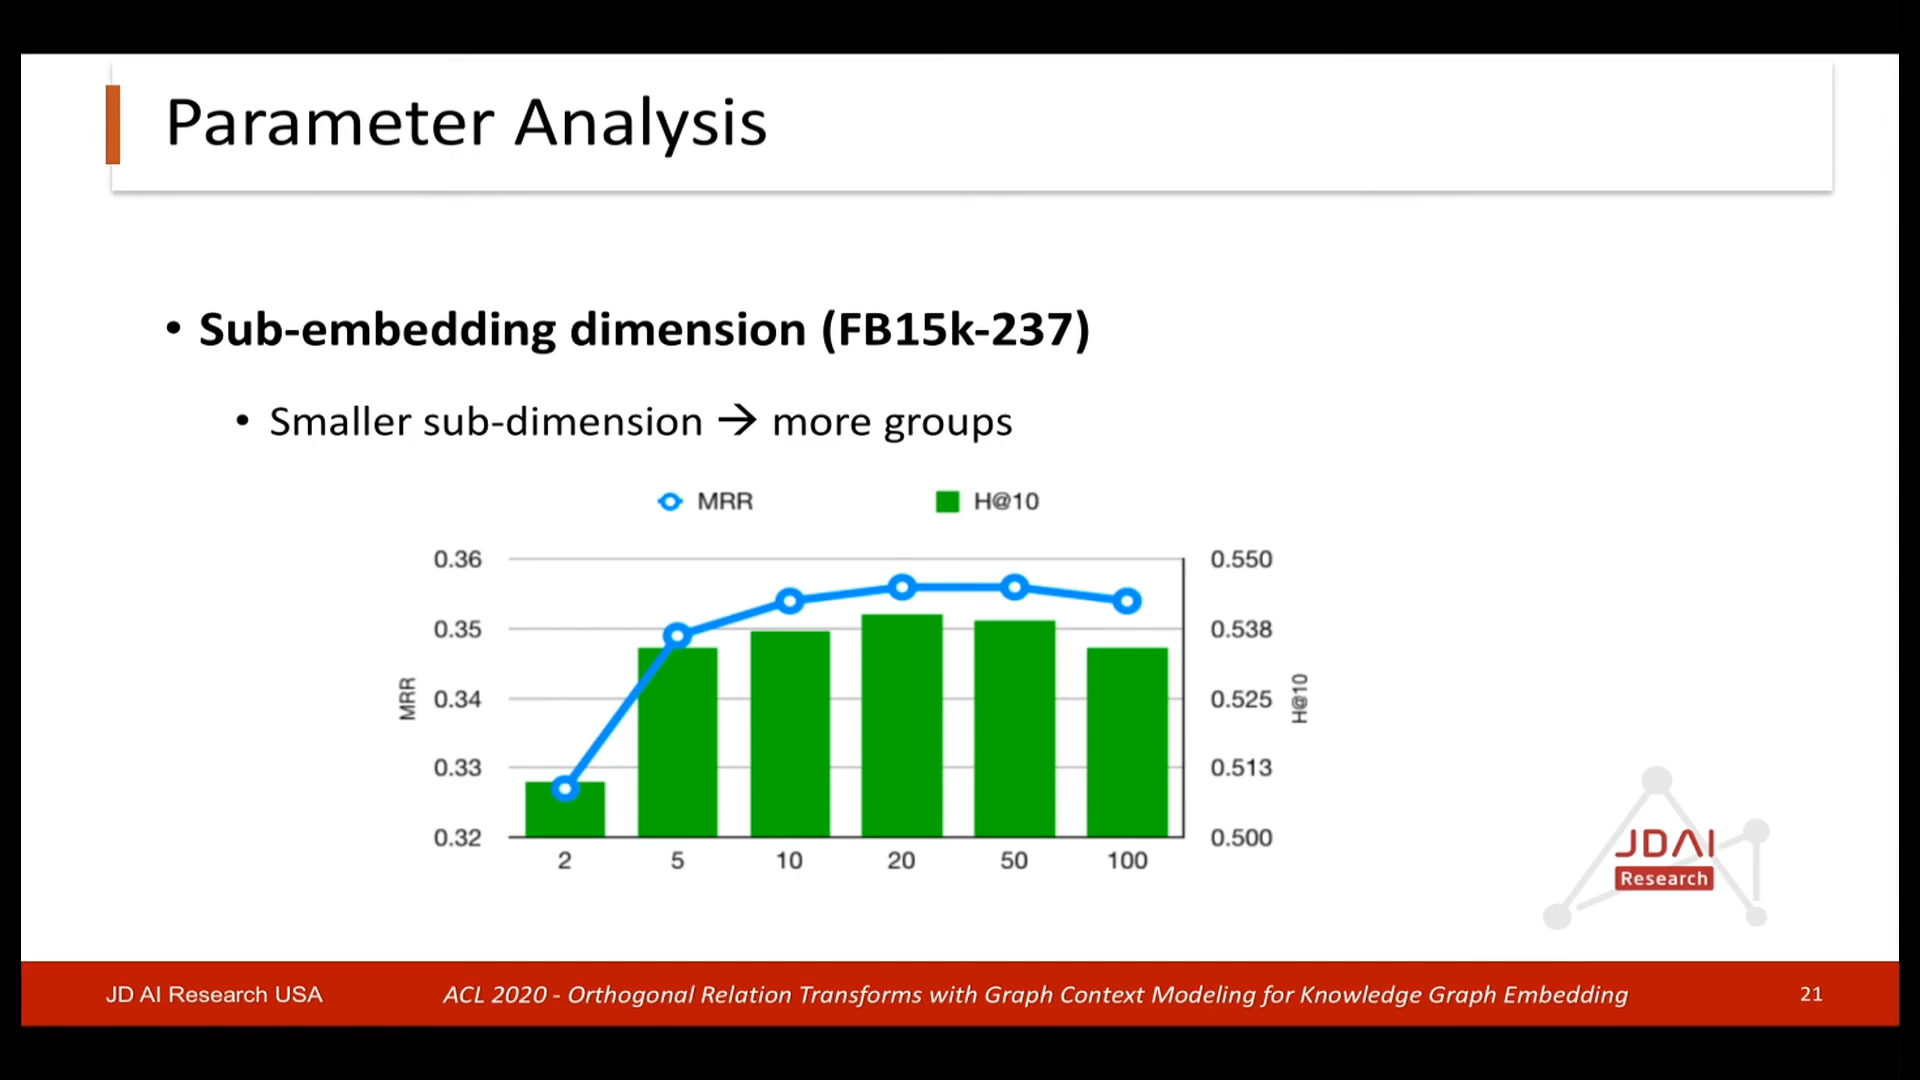 Parameter Analysis
• Sub-embedding dimension (FB15k-237)
• Smaller sub-dimension → more groups
MRR H@10
0.36 0.550
0.35 0.538
0.34 0.525
0.33 0.513
0.32 0.500
MRR
H@10
2 5 10 20 50 100
JDAI
Research
JD AI Research USA ACL 2020 - Orthogonal Relation Transforms with Graph Context Modeling for Knowledge Graph Embedding 21